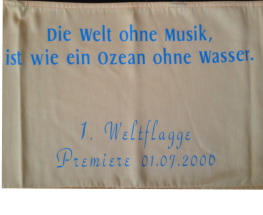 Die Welt ohne Musik,
ist wie ein Ozean ohne Wasser.
1. Weltflagge
Premiere 01.07.2000